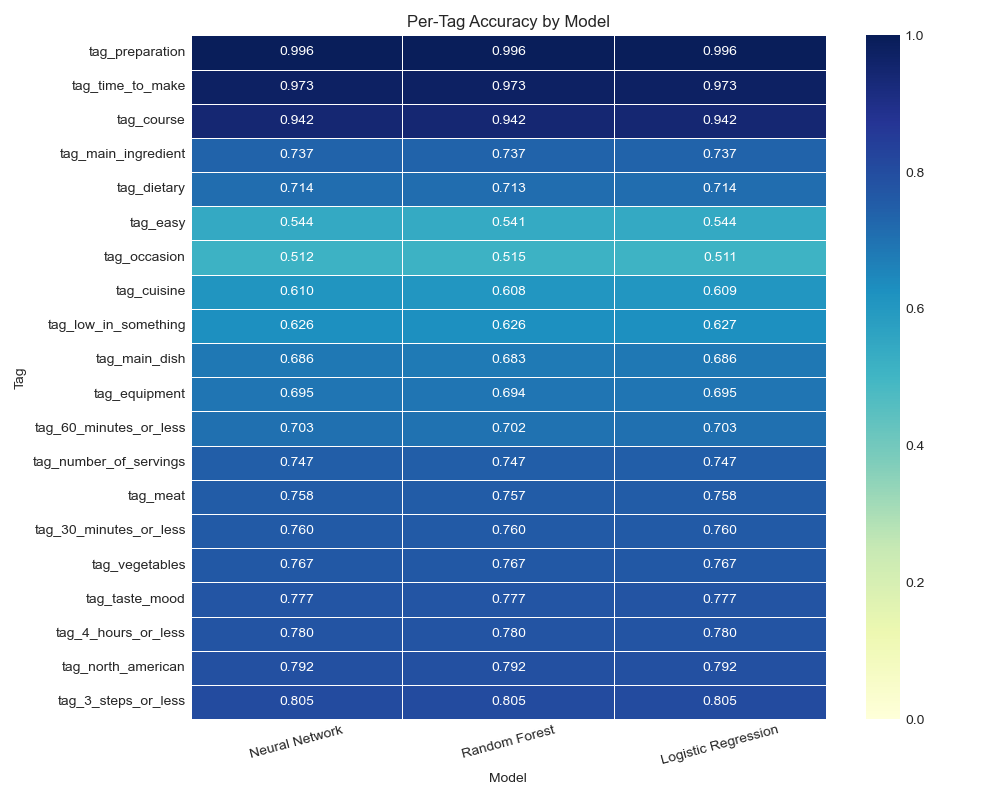 Per-Tag Accuracy by Model
tag_preparation 0.996 0.996 0.996
tag_time_to_make 0.973 0.973 0.973
tag_course 0.942 0.942 0.942
tag_main_ingredient 0.737 0.737 0.737
tag_dietary 0.714 0.713 0.714
tag_easy 0.544 0.541 0.544
tag_occasion 0.512 0.515 0.511
tag_cuisine 0.610 0.608 0.609
tag_low_in_something 0.626 0.626 0.627
tag_main_dish 0.686 0.683 0.686
tag_equipment 0.695 0.694 0.695
tag_60_minutes_or_less 0.703 0.702 0.703
tag_number_of_servings 0.747 0.747 0.747
tag_meat 0.758 0.757 0.758
tag_30_minutes_or_less 0.760 0.760 0.760
tag_vegetables 0.767 0.767 0.767
tag_taste_mood 0.777 0.777 0.777
tag_4_hours_or_less 0.780 0.780 0.780
tag_north_american 0.792 0.792 0.792
tag_3_steps_or_less 0.805 0.805 0.805
Neural Network Random Forest Logistic Regression
Model
Tag
1.0
0.8
0.6
0.4
0.2
0.0